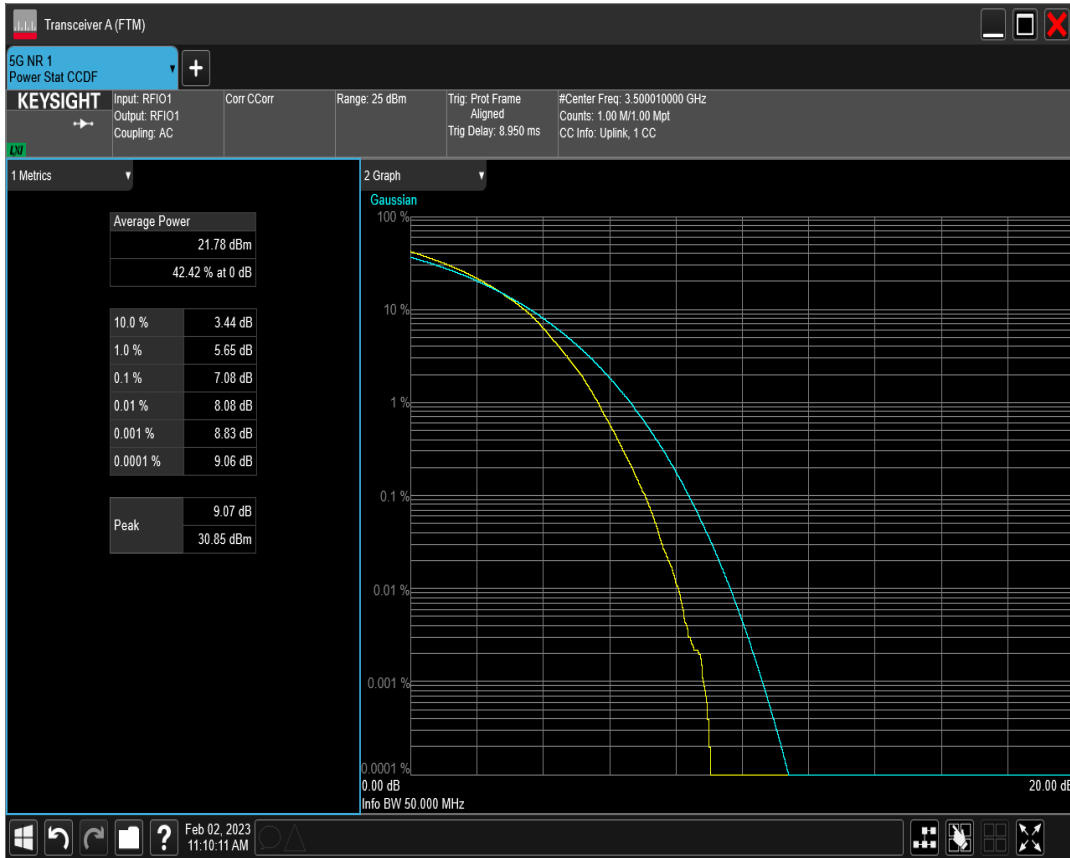 Transceiver A (FTM)
5G NR 1
Power Stat CCDF
KEYSIGHT
LXI
Input: RFIO1
Output: RFIO1
Coupling: AC
Corr CCorr
Range: 25 dBm
Trig: Prot Frame
Aligned
Trig Delay: 8.950 ms
#Center Freq: 3.500010000 GHz
Counts: 1.00 M/1.00 Mpt
CC Info: Uplink, 1 CC
1 Metrics
Average Power
21.78 dBm
42.42 % at 0 dB
10.0 % 3.44 dB
1.0 % 5.65 dB
0.1 % 7.08 dB
0.01 % 8.08 dB
0.001 % 8.83 dB
0.0001 % 9.06 dB
Peak
9.07 dB
30.85 dBm
2 Graph
Gaussian
100 %
10 %
1 %
0.1 %
0.01 %
0.001 %
0.0001 %
0.00 dB 20.00 dB
Info BW 50.000 MHz
? Feb 02, 2023
11:10:11 AM